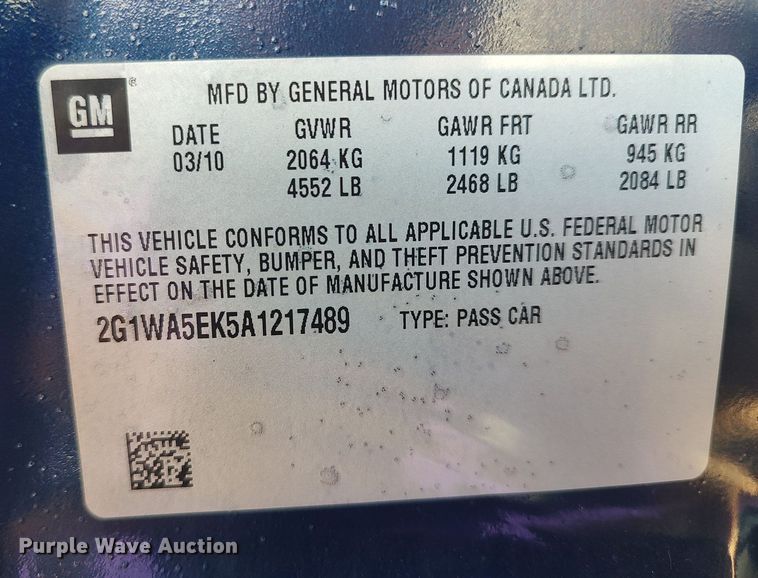 GM ®
MFD BY GENERAL MOTORS OF CANADA LTD.
DATE GVWR GAWR FRT GAWR RR
03/10 2064 KG 1119 KG 945 KG
4552 LB 2468 LB 2084 LB
THIS VEHICLE CONFORMS TO ALL APPLICABLE U.S. FEDERAL MOTOR
VEHICLE SAFETY, BUMPER, AND THEFT PREVENTION STANDARDS IN
EFFECT ON THE DATE OF MANUFACTURE SHOWN ABOVE.
2G1WA5EK5A1217489 TYPE: PASS CAR
Purple Wave Auction